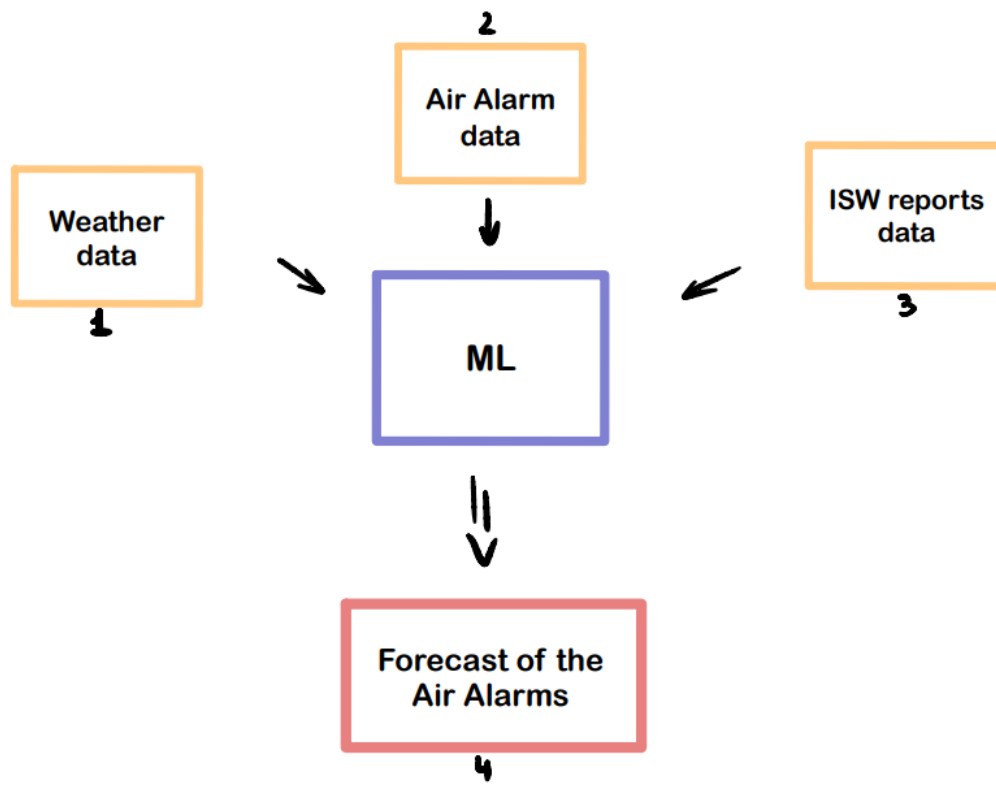 2
Air Alarm
data
Weather
data
1
ISW reports
data
3
ML
Forecast of the
Air Alarms
4